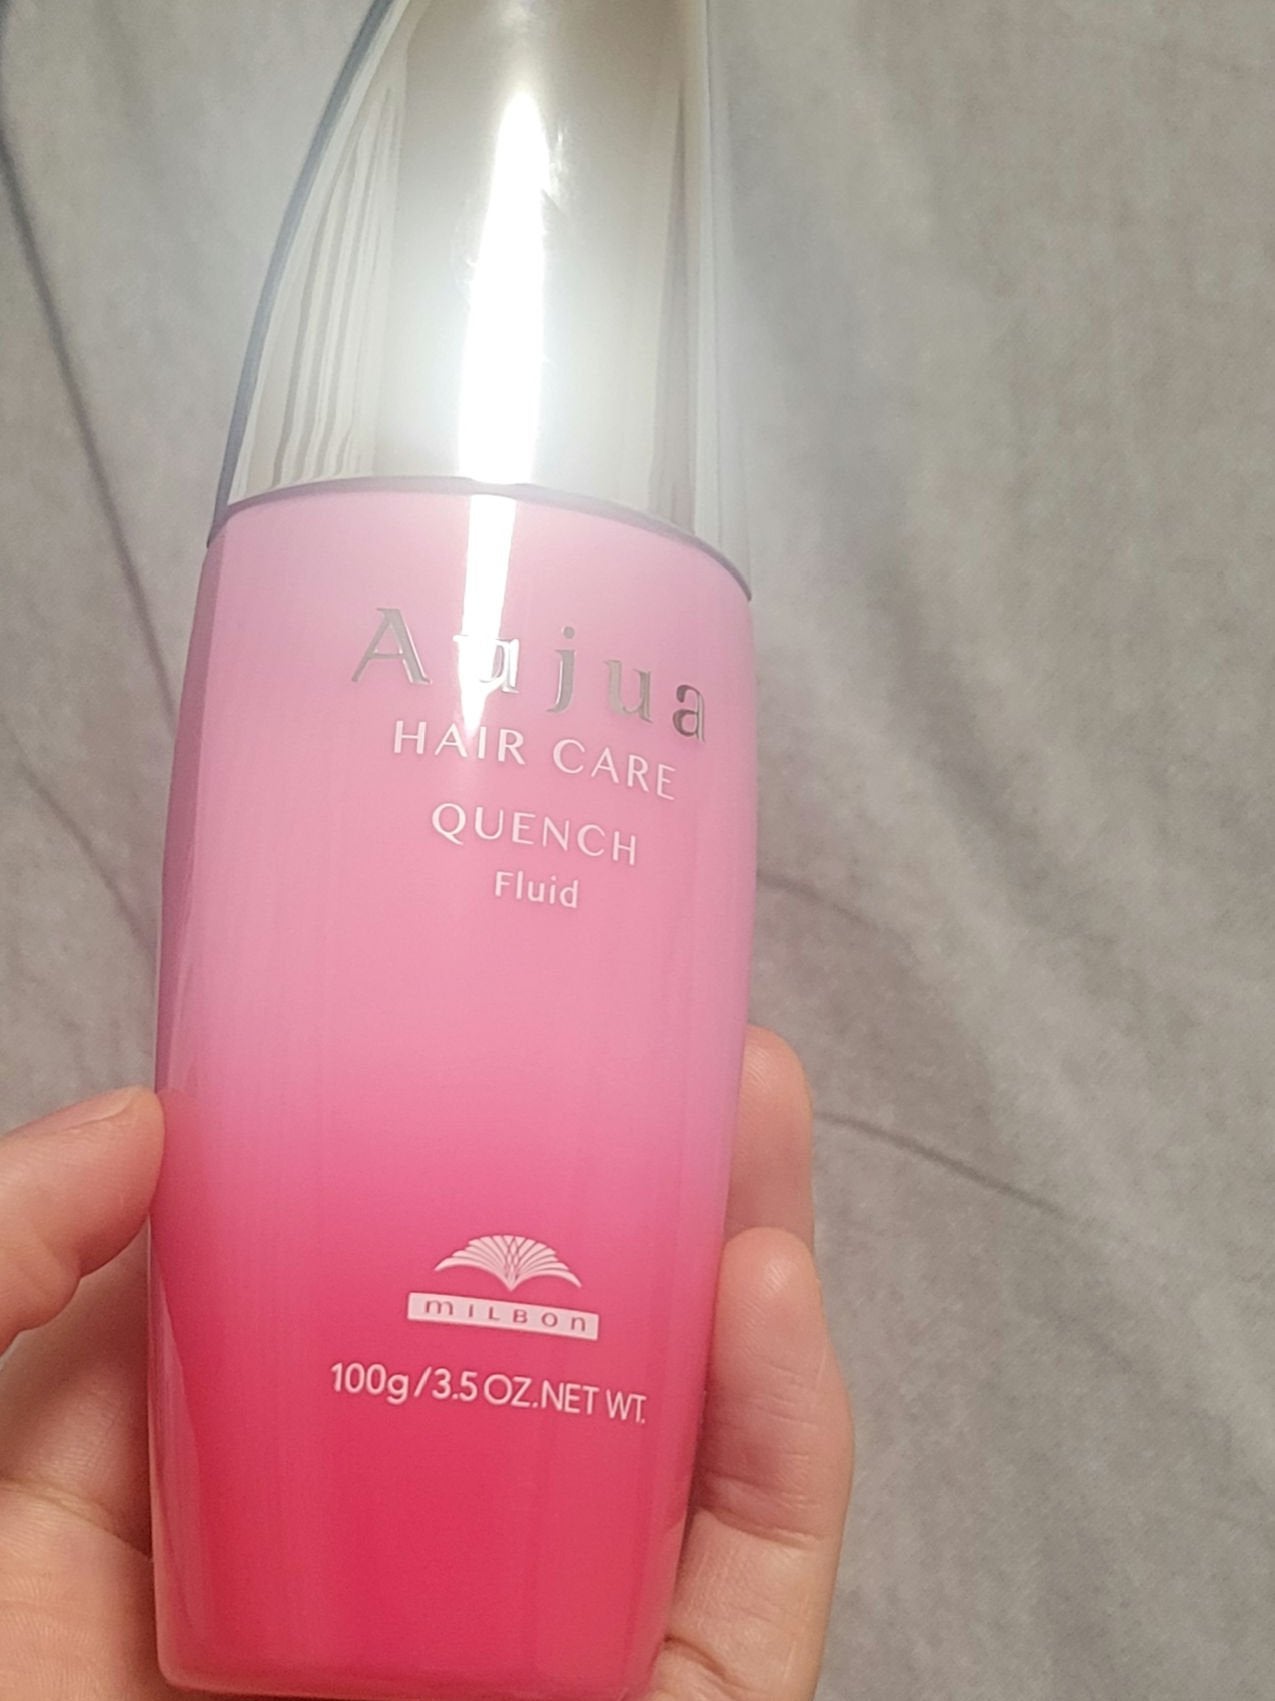 Aujua
HAIR CARE
QUENCH
Fluid
mILBOn
100g/3.5 OZ.NET WT.